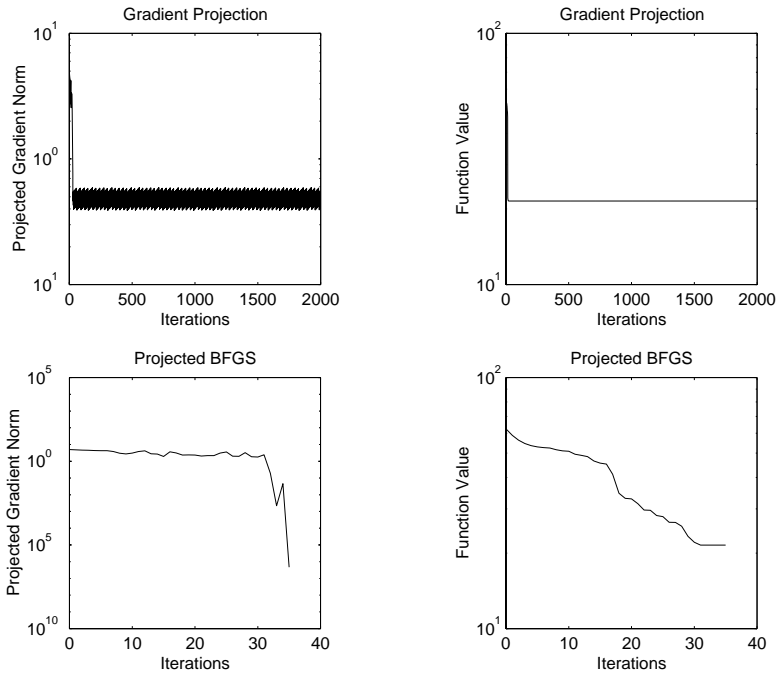 Gradient Projection
10^1
10^0
10^1
Projected Gradient Norm
0 500 1000 1500 2000
Iterations
Gradient Projection
10^2
10^1
Function Value
0 500 1000 1500 2000
Iterations
Projected BFGS
10^5
10^0
10^5
10^10
Projected Gradient Norm
0 10 20 30 40
Iterations
Projected BFGS
10^2
10^1
Function Value
0 10 20 30 40
Iterations